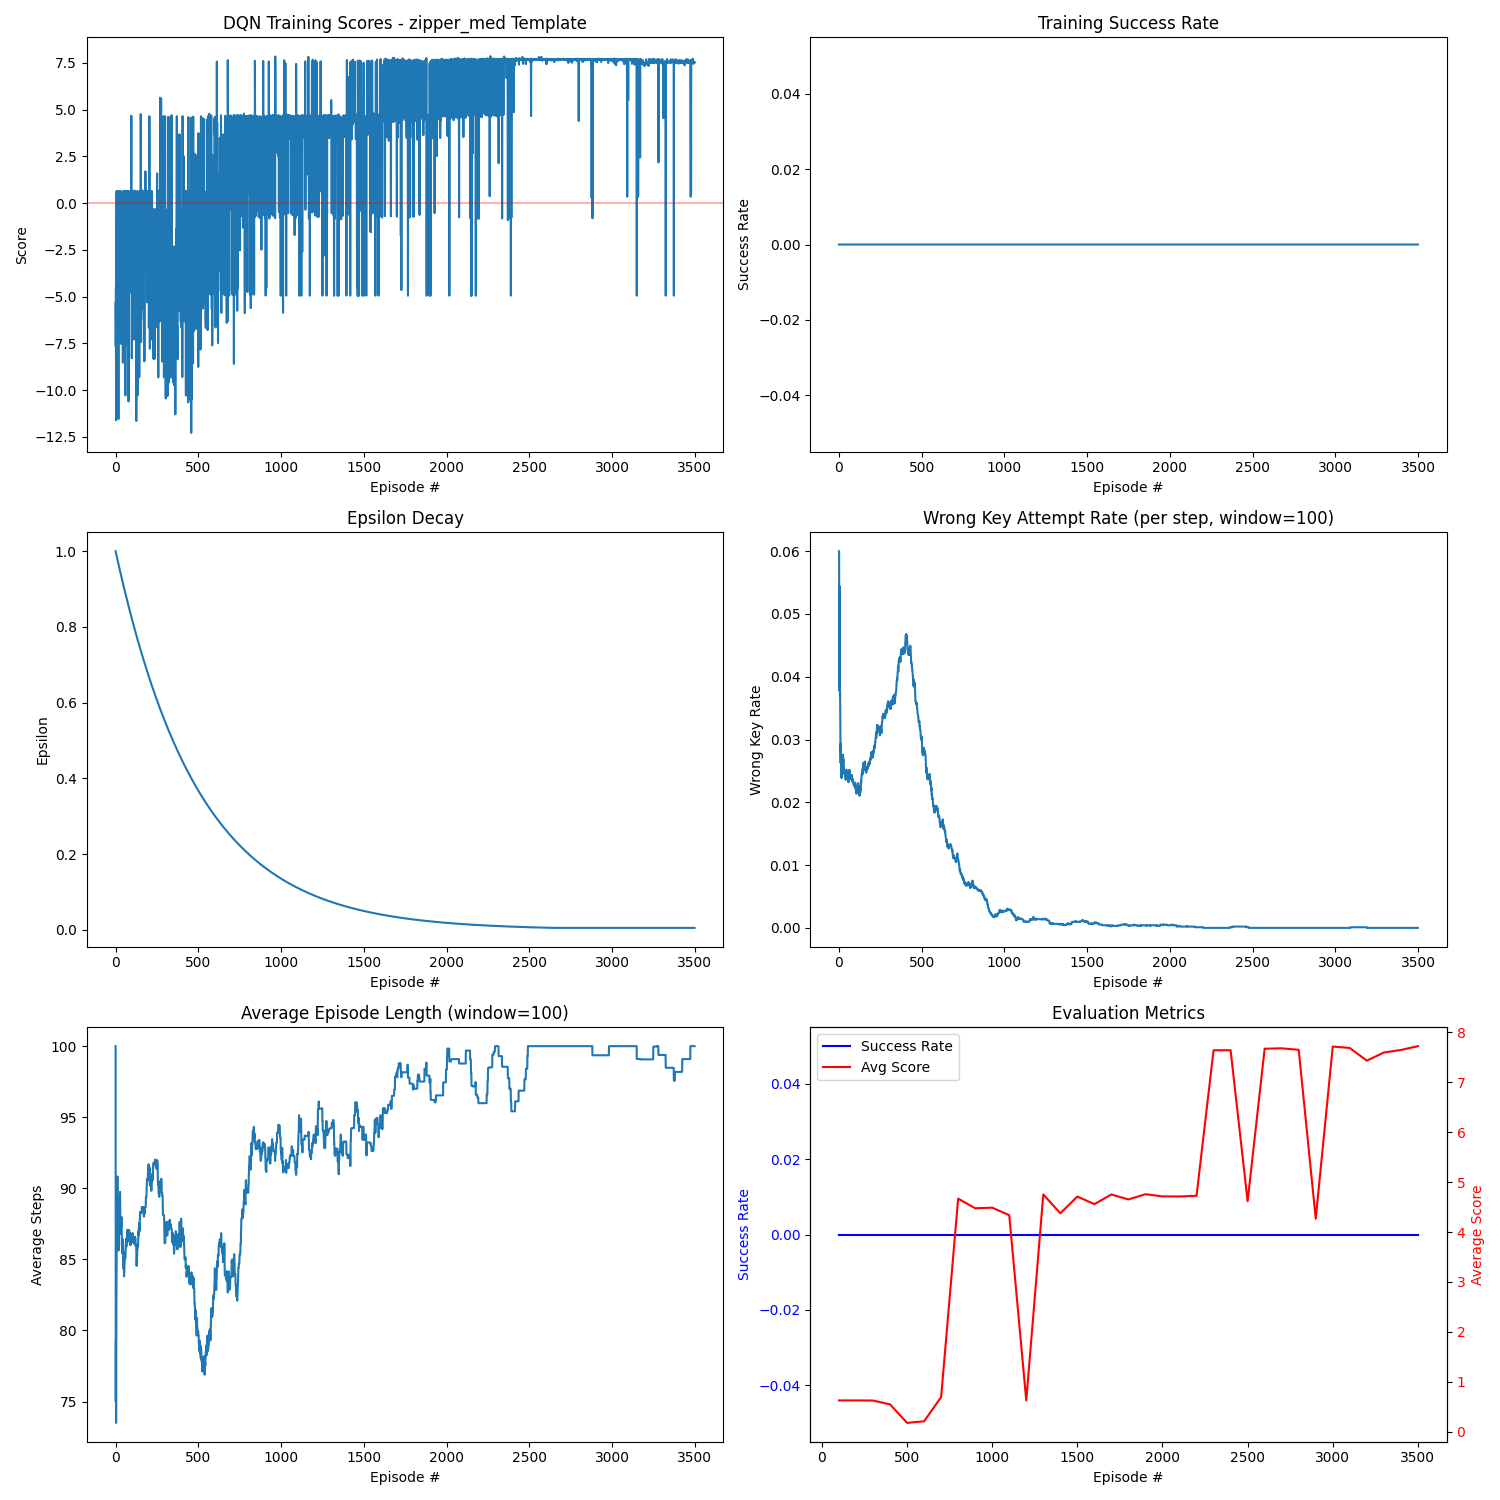 DQN Training Scores - zipper_med Template
Score
7.5
5.0
2.5
0.0
−2.5
−5.0
−7.5
−10.0
−12.5
0 500 1000 1500 2000 2500 3000 3500
Episode #
Training Success Rate
Success Rate
0.04
0.02
0.00
−0.02
−0.04
0 500 1000 1500 2000 2500 3000 3500
Episode #
Epsilon Decay
Epsilon
1.0
0.8
0.6
0.4
0.2
0.0
0 500 1000 1500 2000 2500 3000 3500
Episode #
Wrong Key Attempt Rate (per step, window=100)
Wrong Key Rate
0.06
0.05
0.04
0.03
0.02
0.01
0.00
0 500 1000 1500 2000 2500 3000 3500
Episode #
Average Episode Length (window=100)
Average Steps
100
95
90
85
80
75
0 500 1000 1500 2000 2500 3000 3500
Episode #
Evaluation Metrics
Success Rate
Avg Score
Success Rate
0.04
0.02
0.00
−0.02
−0.04
0 500 1000 1500 2000 2500 3000 3500
Episode #
8
7
6
5
4
3
2
1
0
Average Score